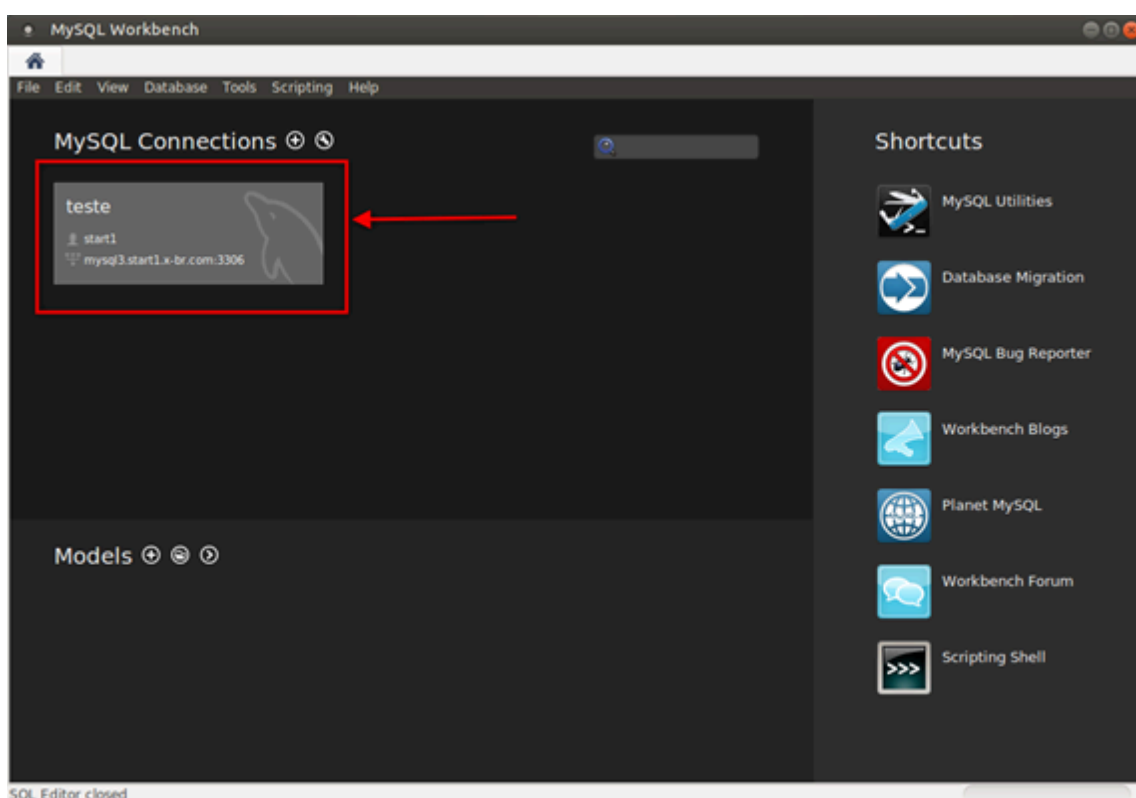 MySQL Workbench
File Edit View Database Tools Scripting Help
MySQL Connections
teste
start1
mysql3.start1.x-br.com:3306
Shortcuts
MySQL Utilities
Database Migration
MySQL Bug Reporter
Workbench Blogs
Planet MySQL
Workbench Forum
>>>
Scripting Shell
Models
SQL Editor closed